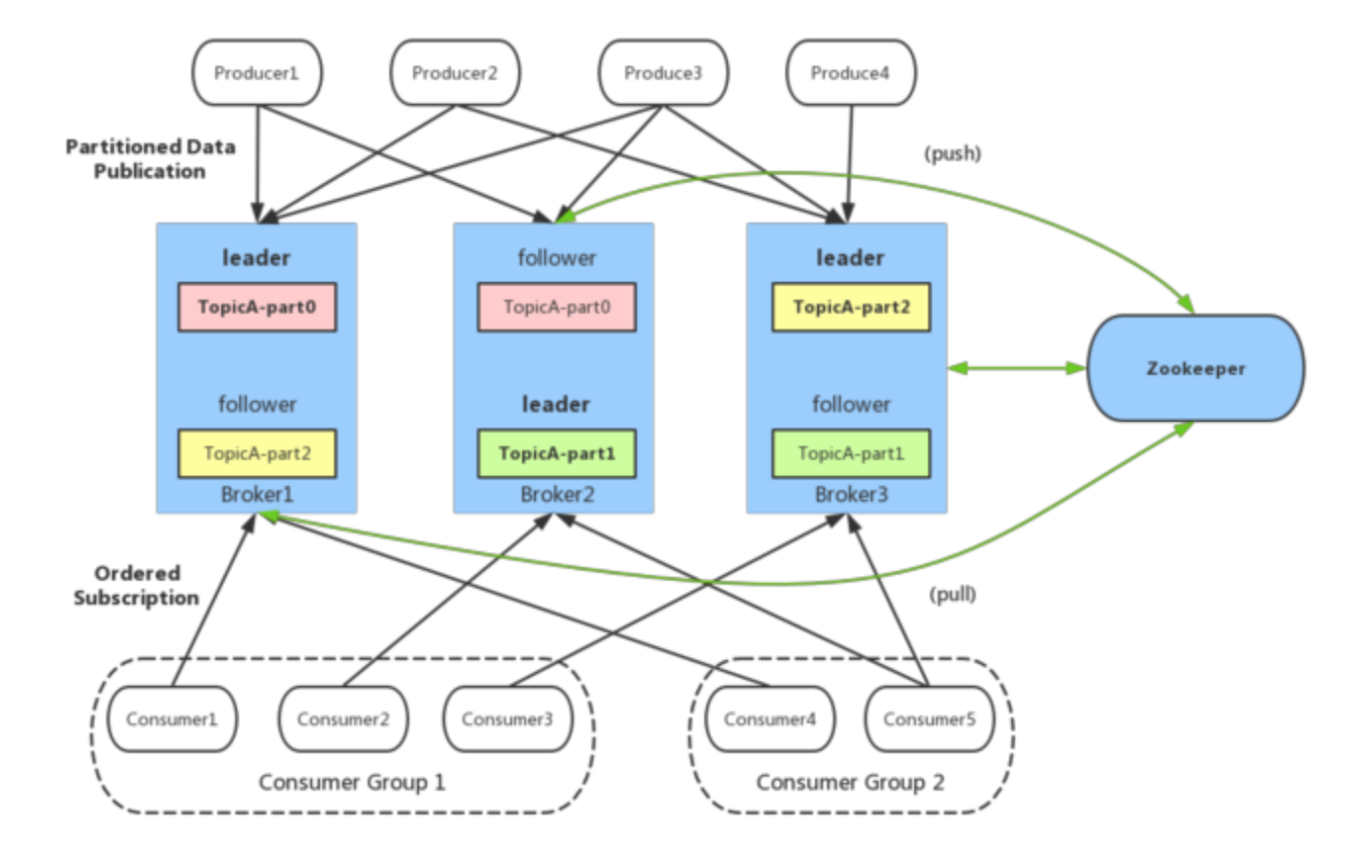 Producer1
Producer2
Produce3
Produce4
Partitioned Data
Publication
(push)
leader
TopicA-part0
follower
TopicA-part2
Broker1
follower
TopicA-part0
leader
TopicA-part1
Broker2
leader
TopicA-part2
follower
TopicA-part1
Broker3
Zookeeper
Ordered
Subscription
(pull)
Consumer1
Consumer2
Consumer3
Consumer Group 1
Consumer4
Consumer5
Consumer Group 2